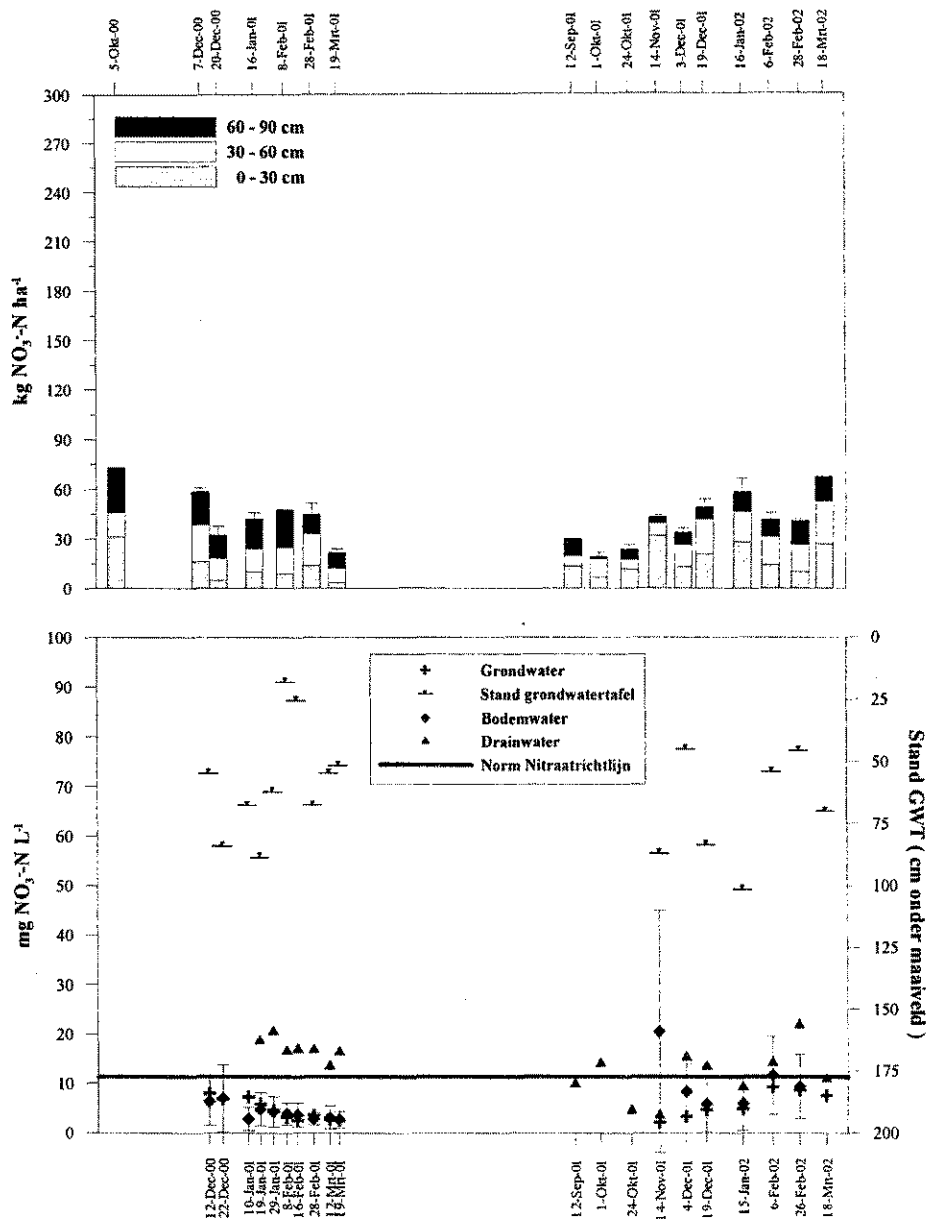 5-Okt-00
7-Dec-00
20-Dec-00
16-Jan-01
8-Feb-01
28-Feb-01
19-Mrt-01
12-Sep-01
1-Okt-01
24-Okt-01
14-Nov-01
3-Dec-01
19-Dec-01
16-Jan-02
6-Feb-02
28-Feb-02
18-Mrt-02
300
270
240
210
180
150
120
90
60
30
0
kg NO₃⁻-N ha⁻¹
60 - 90 cm
30 - 60 cm
0 - 30 cm
100
90
80
70
60
50
40
30
20
10
0
mg NO₃⁻-N L⁻¹
Grondwater
Stand grondwatertafel
Bodemwater
Drainwater
Norm Nitraatrichtlijn
0
25
50
75
100
125
150
175
200
Stand GWT ( cm onder maaiveld )
12-Dec-00
22-Dec-00
10-Jan-01
19-Jan-01
29-Jan-01
8-Feb-01
16-Feb-01
28-Feb-01
12-Mrt-01
19-Mrt-01
12-Sep-01
1-Okt-01
24-Okt-01
14-Nov-01
4-Dec-01
19-Dec-01
15-Jan-02
6-Feb-02
26-Feb-02
18-Mrt-02